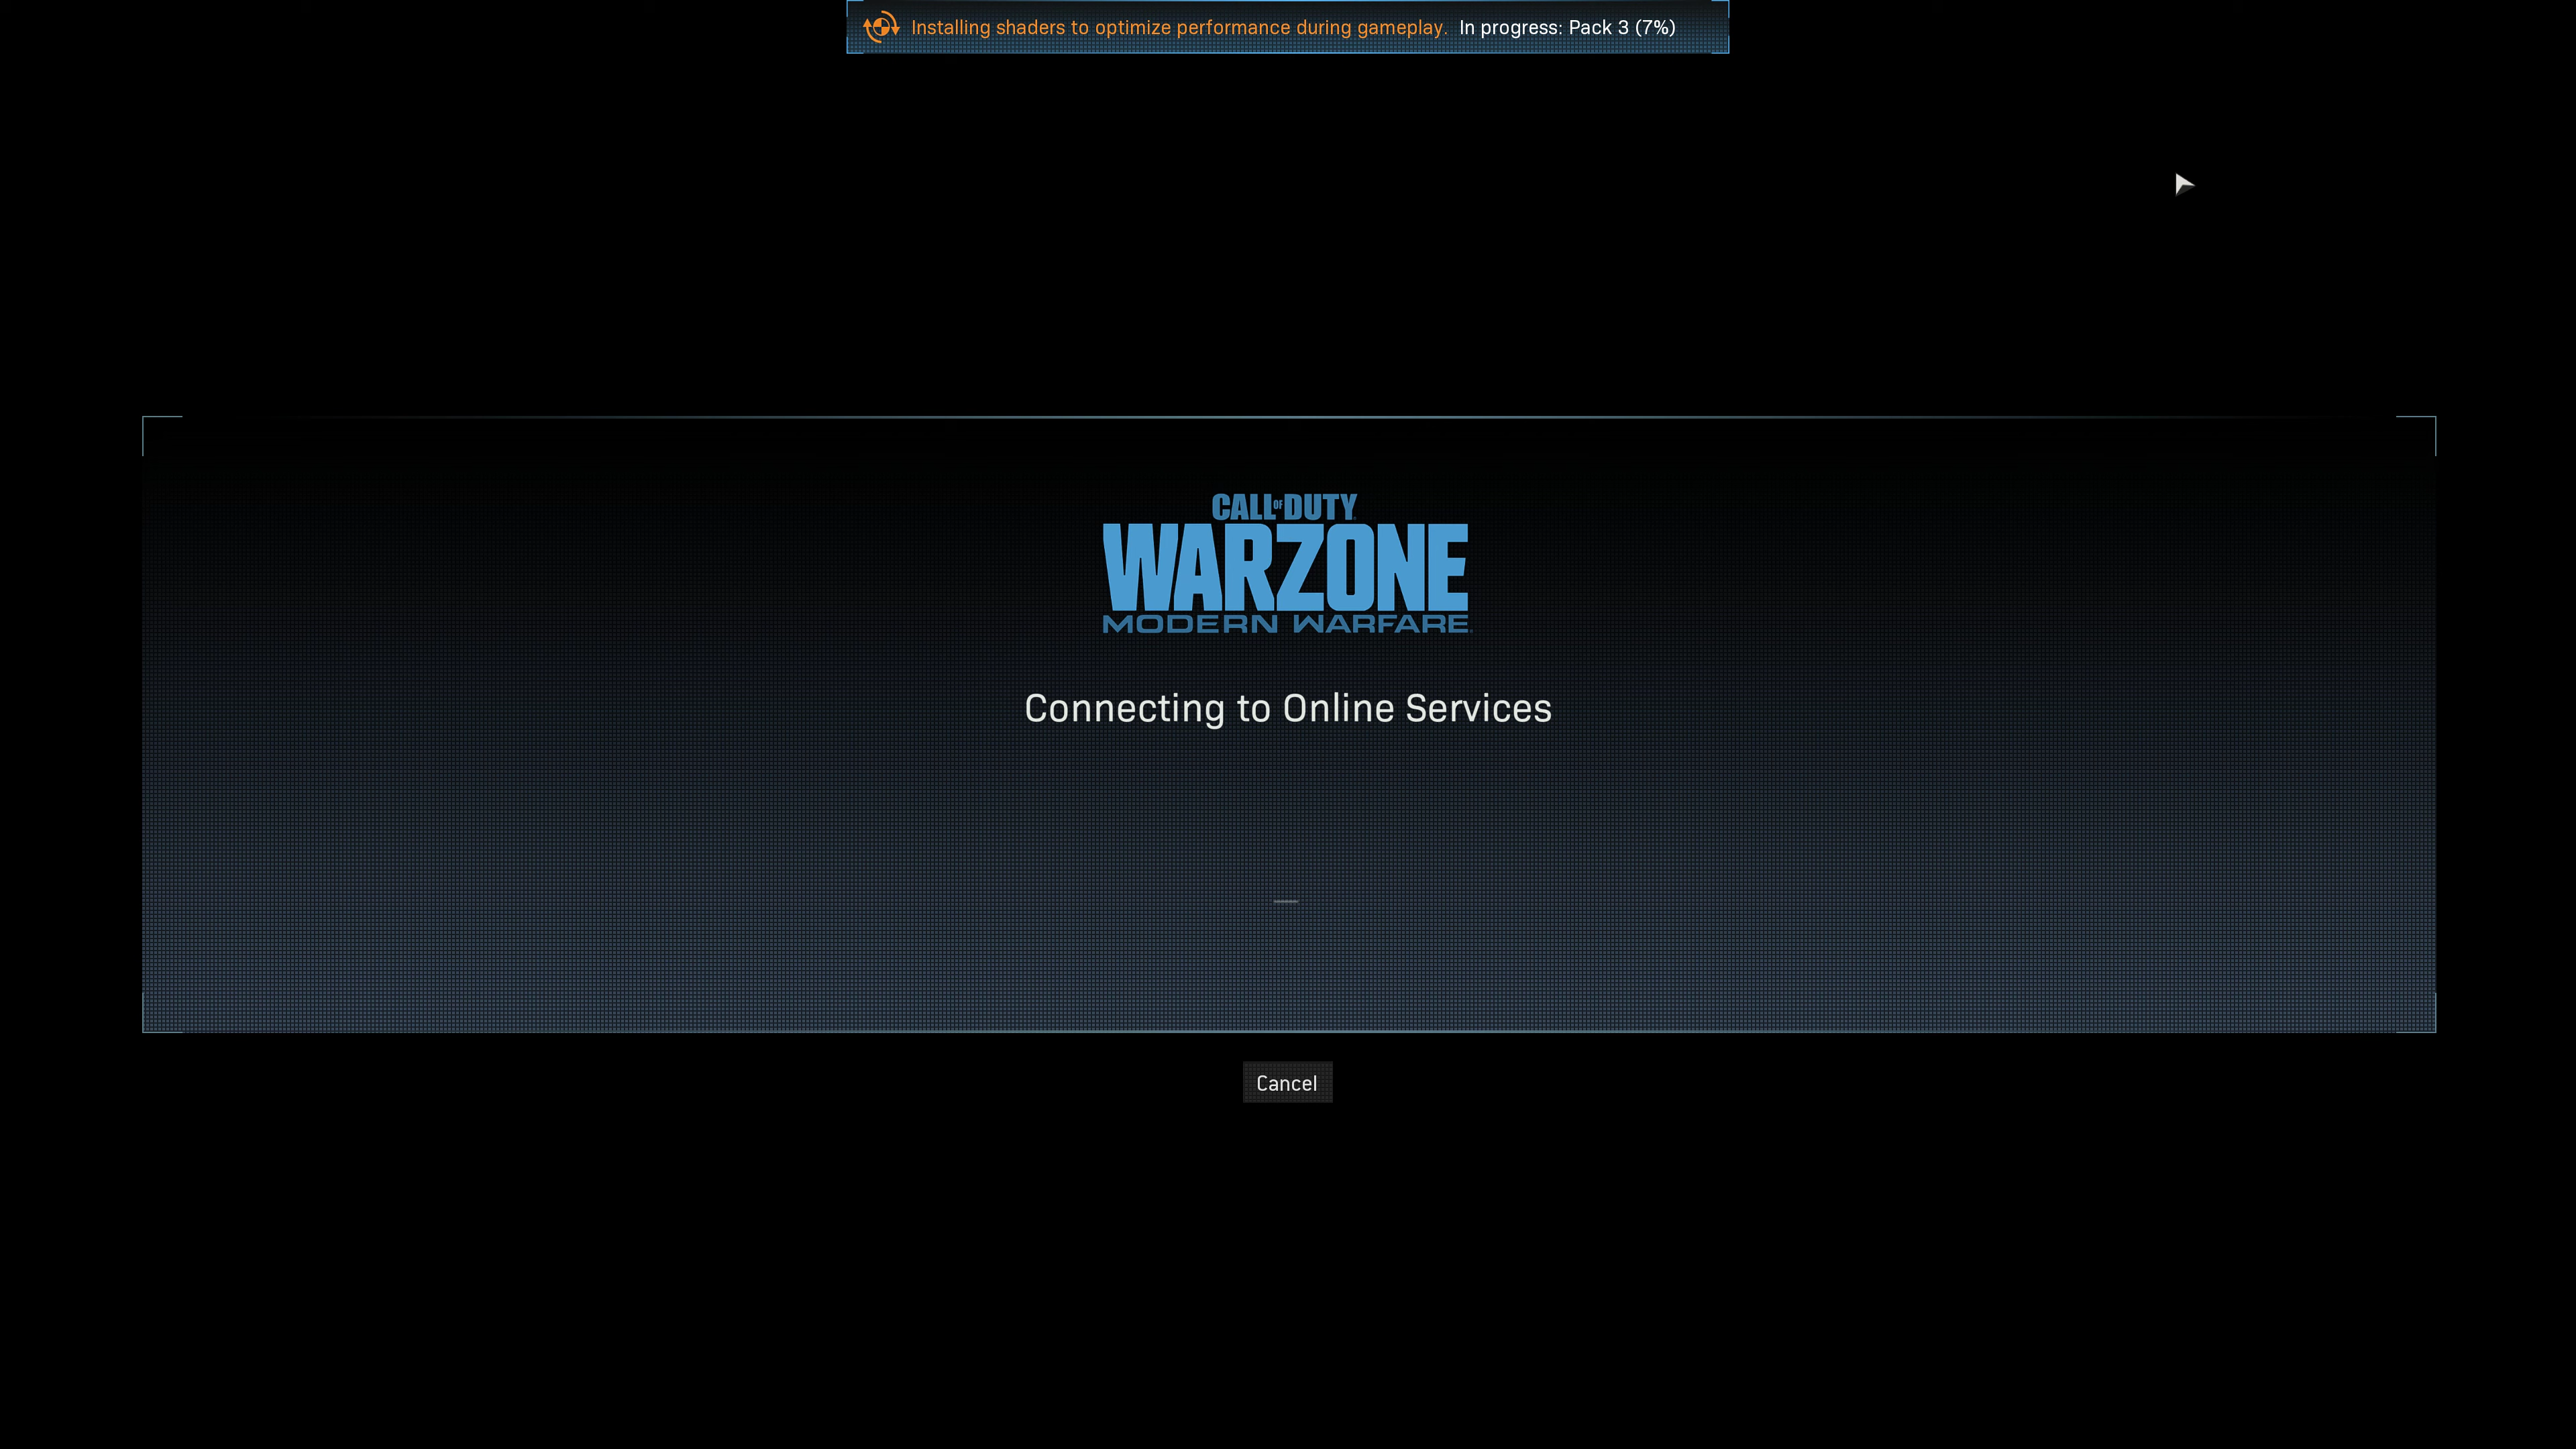 Installing shaders to optimize performance during gameplay. In progress: Pack 3 (7%)
CALL OF DUTY
WARZONE
MODERN WARFARE
Connecting to Online Services
Cancel